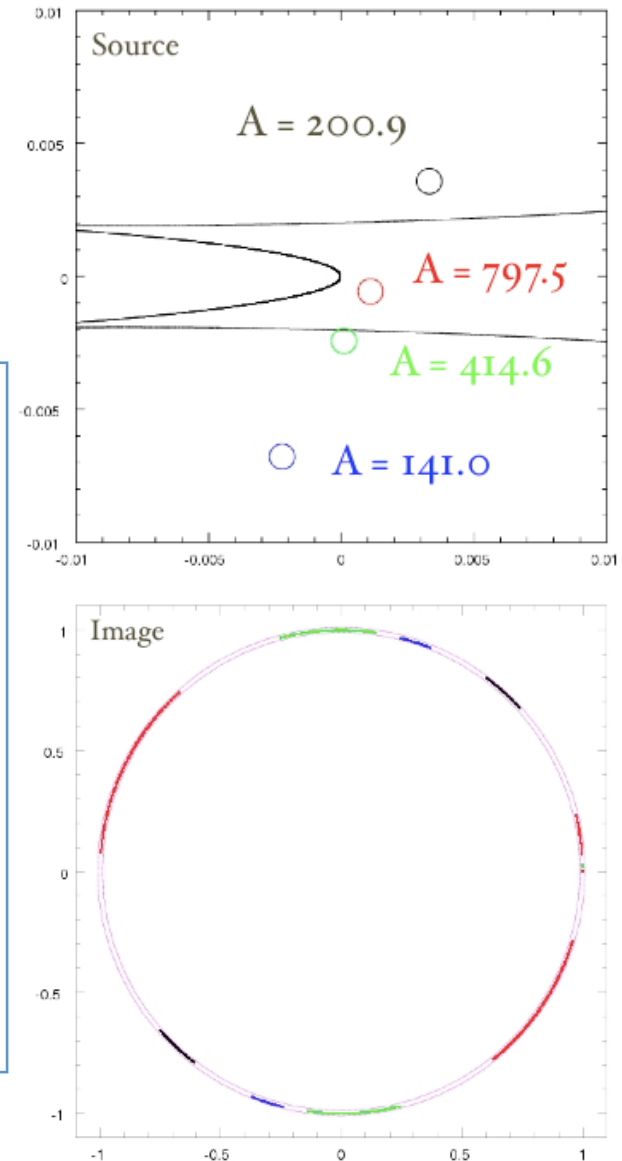 0.01
Source
A = 200.9
0.005
A = 797.5
0
A = 414.6
-0.005
A = 141.0
-0.01
-0.01 -0.005 0 0.005 0.01
Image
1
0.5
0
-0.5
-1
-1 -0.5 0 0.5 1